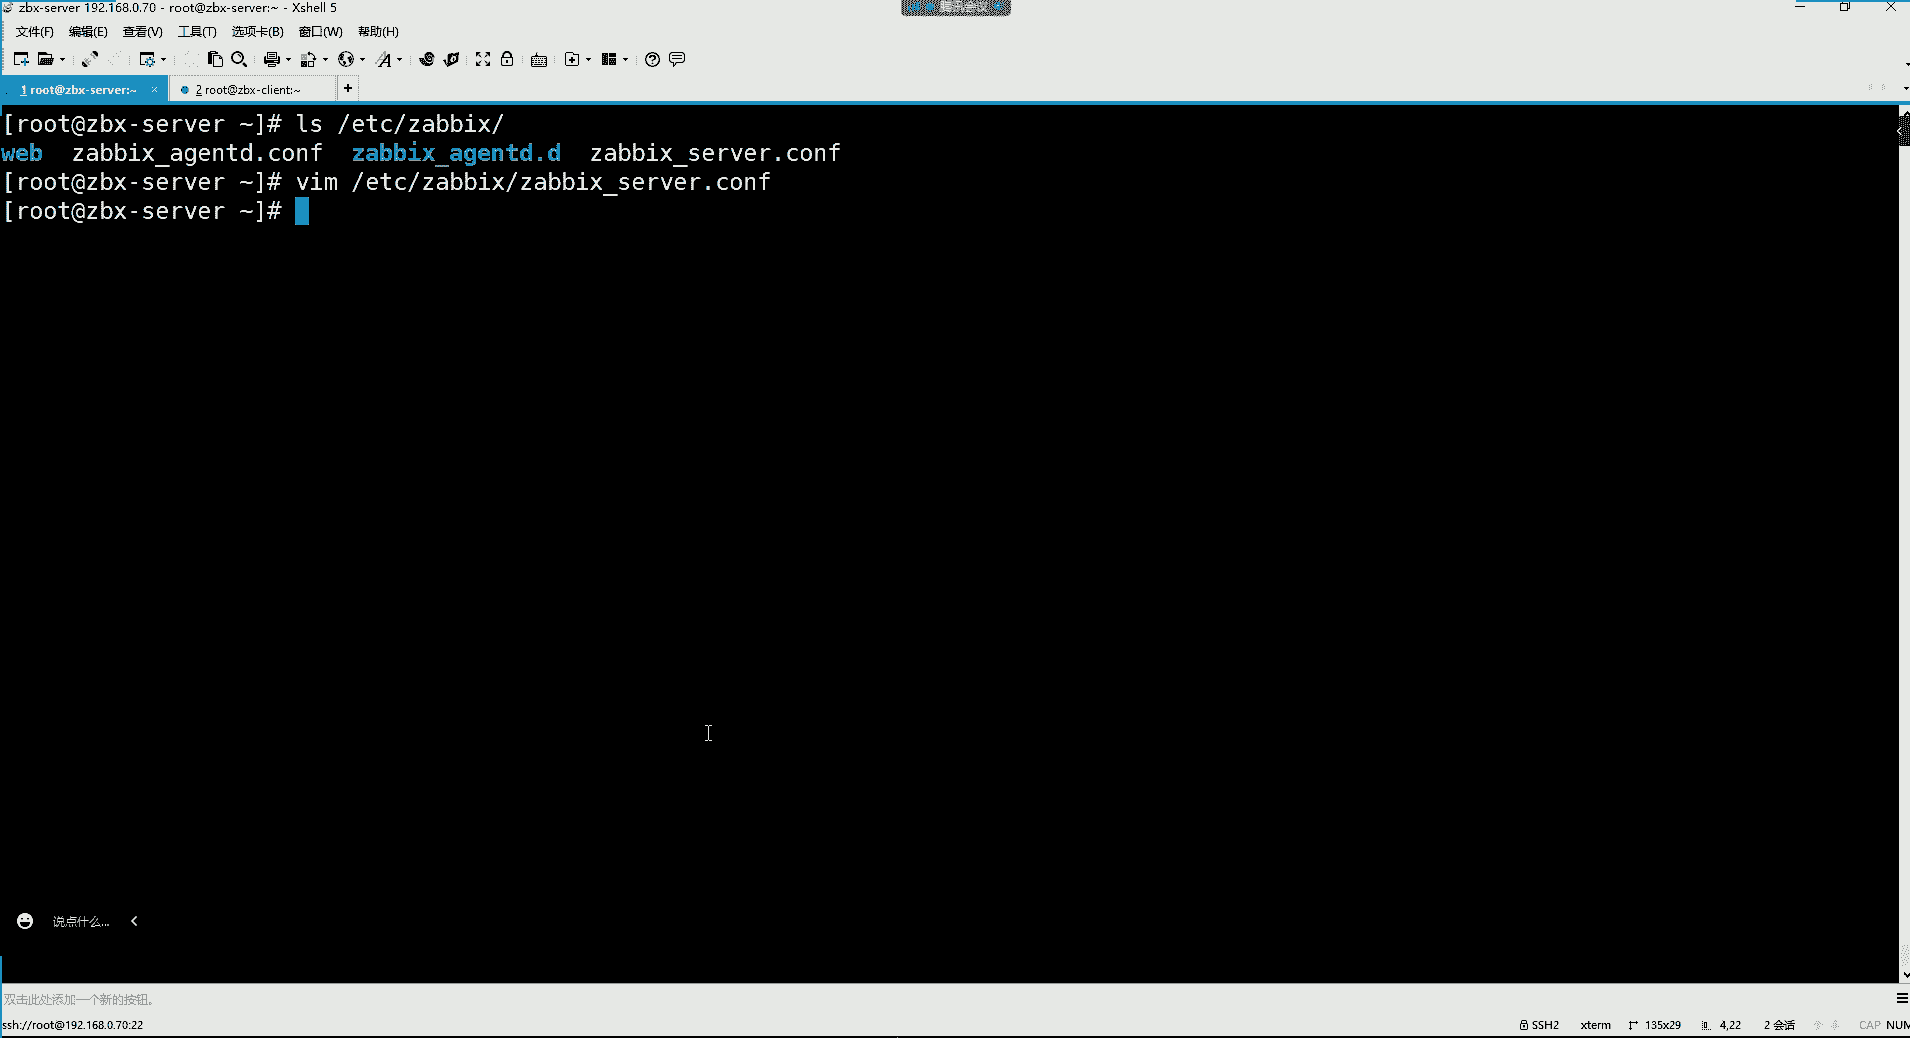 zbx-server 192.168.0.70 - root@zbx-server:~ - Xshell 5
腾讯会议
文件(F) 编辑(E) 查看(V) 工具(T) 选项卡(B) 窗口(W) 帮助(H)
1 root@zbx-server:~ × 2 root@zbx-client:~ +
[root@zbx-server ~]# ls /etc/zabbix/
web zabbix_agentd.conf zabbix_agentd.d zabbix_server.conf
[root@zbx-server ~]# vim /etc/zabbix/zabbix_server.conf
[root@zbx-server ~]#
说点什么...
双击此处添加一个新的按钮。
ssh://root@192.168.0.70:22 SSH2 xterm 135x29 4,22 2 会话 CAP NUM